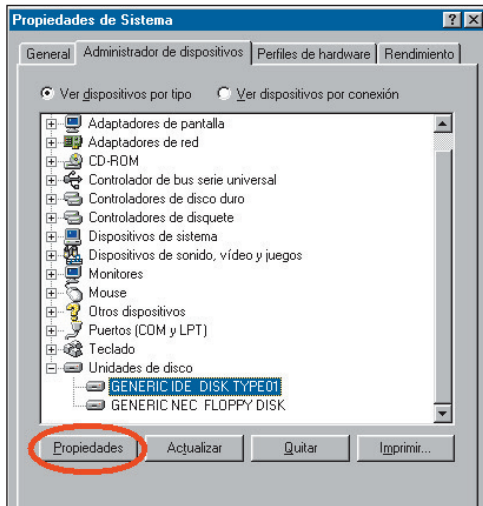 Propiedades de Sistema
General Administrador de dispositivos Perfiles de hardware Rendimiento
Ver dispositivos por tipo Ver dispositivos por conexión
Adaptadores de pantalla
Adaptadores de red
CD-ROM
Controlador de bus serie universal
Controladores de disco duro
Controladores de disquete
Dispositivos de sistema
Dispositivos de sonido, vídeo y juegos
Monitores
Mouse
Otros dispositivos
Puertos (COM y LPT)
Teclado
Unidades de disco
GENERIC IDE DISK TYPE01
GENERIC NEC FLOPPY DISK
Propiedades Actualizar Quitar Imprimir...